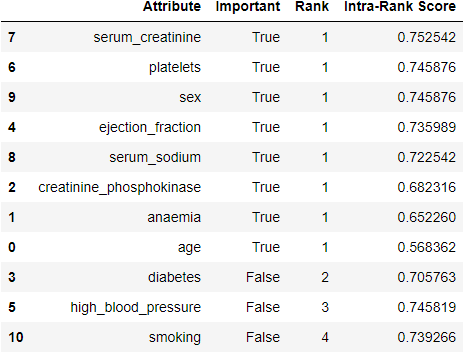 Attribute Important Rank Intra-Rank Score
7 serum_creatinine True 1 0.752542
6 platelets True 1 0.745876
9 sex True 1 0.745876
4 ejection_fraction True 1 0.735989
8 serum_sodium True 1 0.722542
2 creatinine_phosphokinase True 1 0.682316
1 anaemia True 1 0.652260
0 age True 1 0.568362
3 diabetes False 2 0.705763
5 high_blood_pressure False 3 0.745819
10 smoking False 4 0.739266